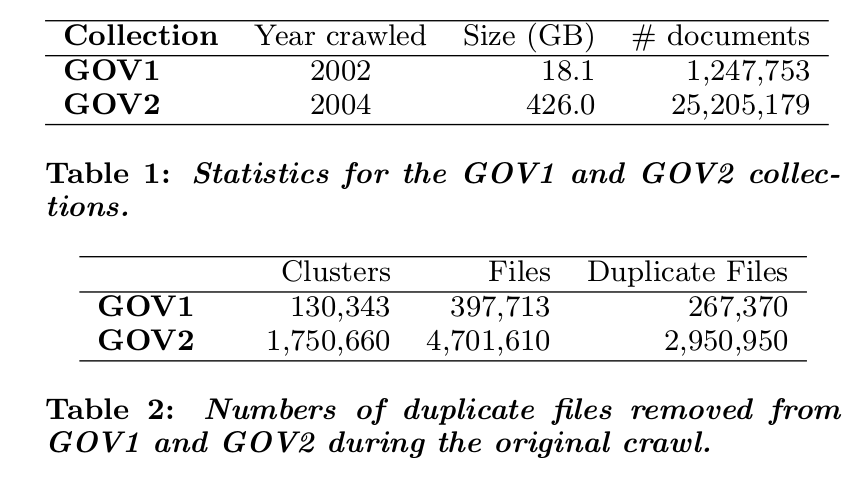 Collection Year crawled Size (GB) # documents
GOV1 2002 18.1 1,247,753
GOV2 2004 426.0 25,205,179
Table 1: Statistics for the GOV1 and GOV2 collec-
tions.
Clusters Files Duplicate Files
GOV1 130,343 397,713 267,370
GOV2 1,750,660 4,701,610 2,950,950
Table 2: Numbers of duplicate files removed from
GOV1 and GOV2 during the original crawl.